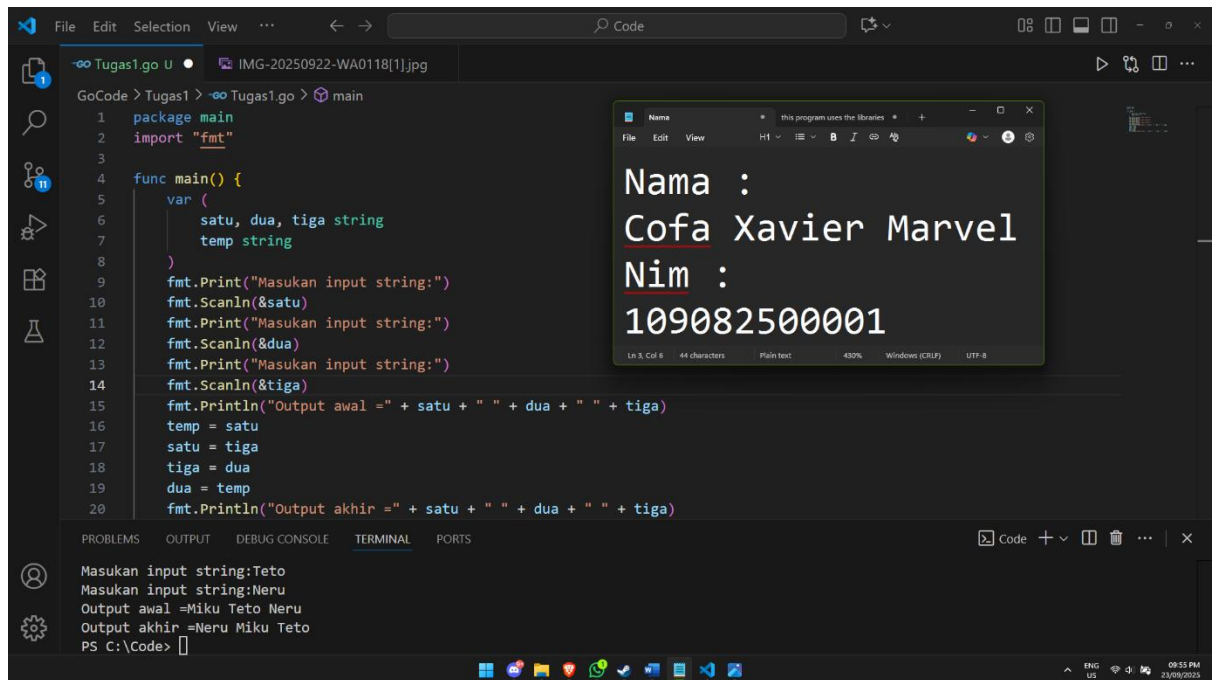 File Edit Selection View ··· Code
Tugas1.go U IMG-20250922-WA0118[1].jpg
GoCode > Tugas1 > Tugas1.go > main
1 package main
2 import "fmt"
3
4 func main() {
5 var (
6 satu, dua, tiga string
7 temp string
8 )
9 fmt.Print("Masukan input string:")
10 fmt.Scanln(&satu)
11 fmt.Print("Masukan input string:")
12 fmt.Scanln(&dua)
13 fmt.Print("Masukan input string:")
14 fmt.Scanln(&tiga)
15 fmt.Println("Output awal =" + satu + " " + dua + " " + tiga)
16 temp = satu
17 satu = tiga
18 tiga = dua
19 dua = temp
20 fmt.Println("Output akhir =" + satu + " " + dua + " " + tiga)
Nama this program uses the libraries
File Edit View H1 B I
Nama :
Cofa Xavier Marvel
Nim :
109082500001
Ln 3, Col 6 44 characters Plain text 430% Windows (CRLF) UTF-8
1
11
PROBLEMS OUTPUT DEBUG CONSOLE TERMINAL PORTS Code
Masukan input string:Teto
Masukan input string:Neru
Output awal =Miku Teto Neru
Output akhir =Neru Miku Teto
PS C:\Code>
ENG
US
09:55 PM
23/09/2025